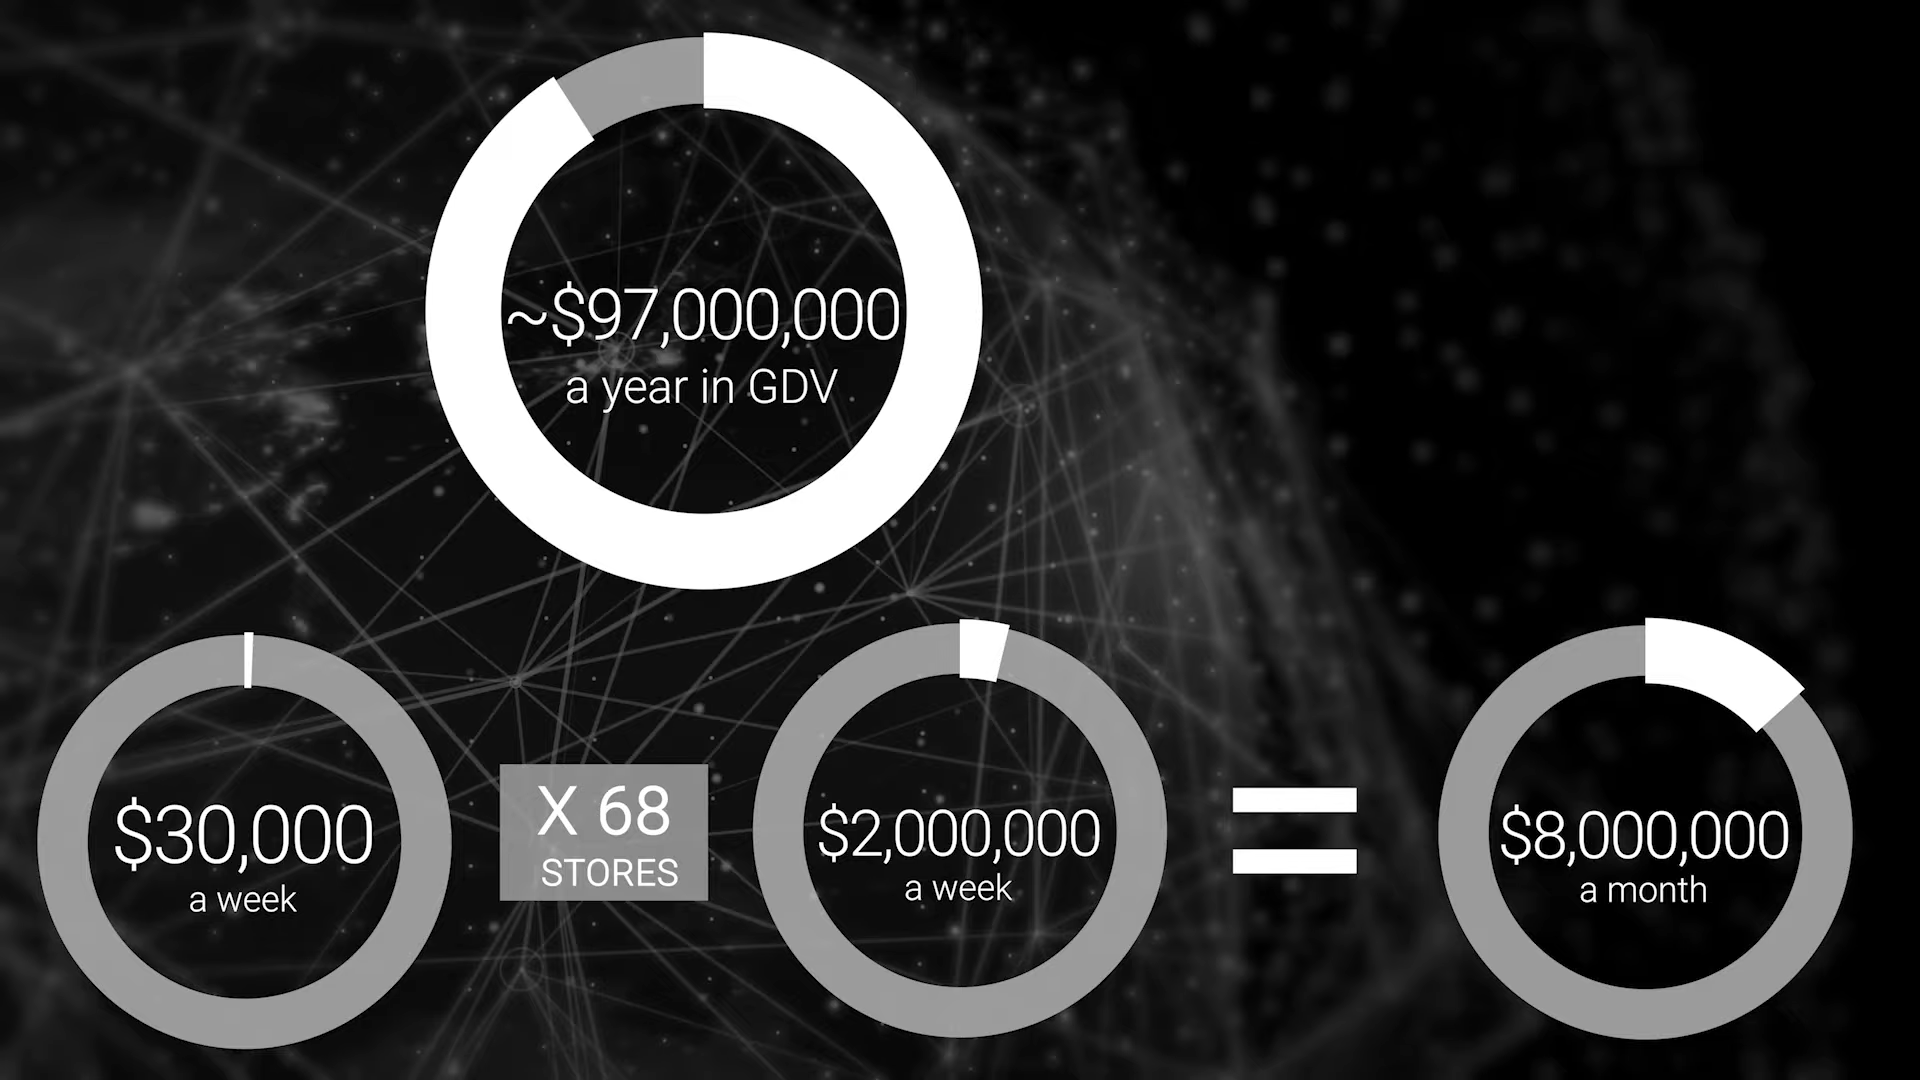 ~$97,000,000
a year in GDV
$30,000
a week
X 68
STORES
$2,000,000
a week
=
$8,000,000
a month